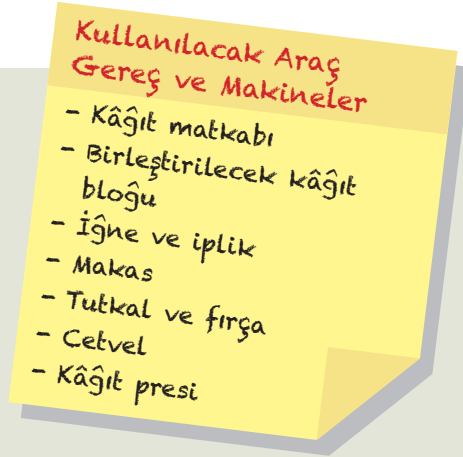 Kullanılacak Araç
Gereç ve Makineler
- Kâğıt matkabı
- Birleştirilecek kâğıt
bloğu
- İğne ve iplik
- Makas
- Tutkal ve fırça
- Cetvel
- Kâğıt presi